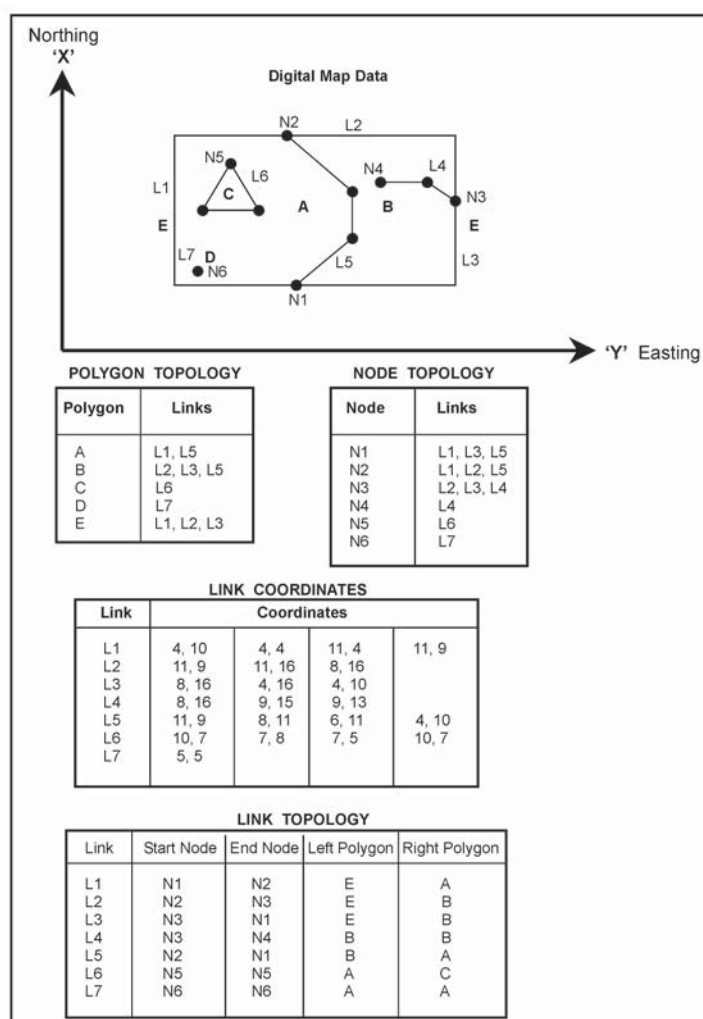 Northing
‘X’
Digital Map Data
N2
L2
N5
L6
N4
L4
L1
C
A
B
N3
E
E
L7
D
N6
L5
L3
N1
‘Y’ Easting
POLYGON TOPOLOGY
Polygon Links
A L1, L5
B L2, L3, L5
C L6
D L7
E L1, L2, L3
NODE TOPOLOGY
Node Links
N1 L1, L3, L5
N2 L1, L2, L5
N3 L2, L3, L4
N4 L4
N5 L6
N6 L7
LINK COORDINATES
Link Coordinates
L1 4, 10 4, 4 11, 4 11, 9
L2 11, 9 11, 16 8, 16
L3 8, 16 4, 16 4, 10
L4 8, 16 9, 15 9, 13
L5 11, 9 8, 11 6, 11 4, 10
L6 10, 7 7, 8 7, 5 10, 7
L7 5, 5
LINK TOPOLOGY
Link Start Node End Node Left Polygon Right Polygon
L1 N1 N2 E A
L2 N2 N3 E B
L3 N3 N1 E B
L4 N3 N4 B B
L5 N2 N1 B A
L6 N5 N5 A C
L7 N6 N6 A A